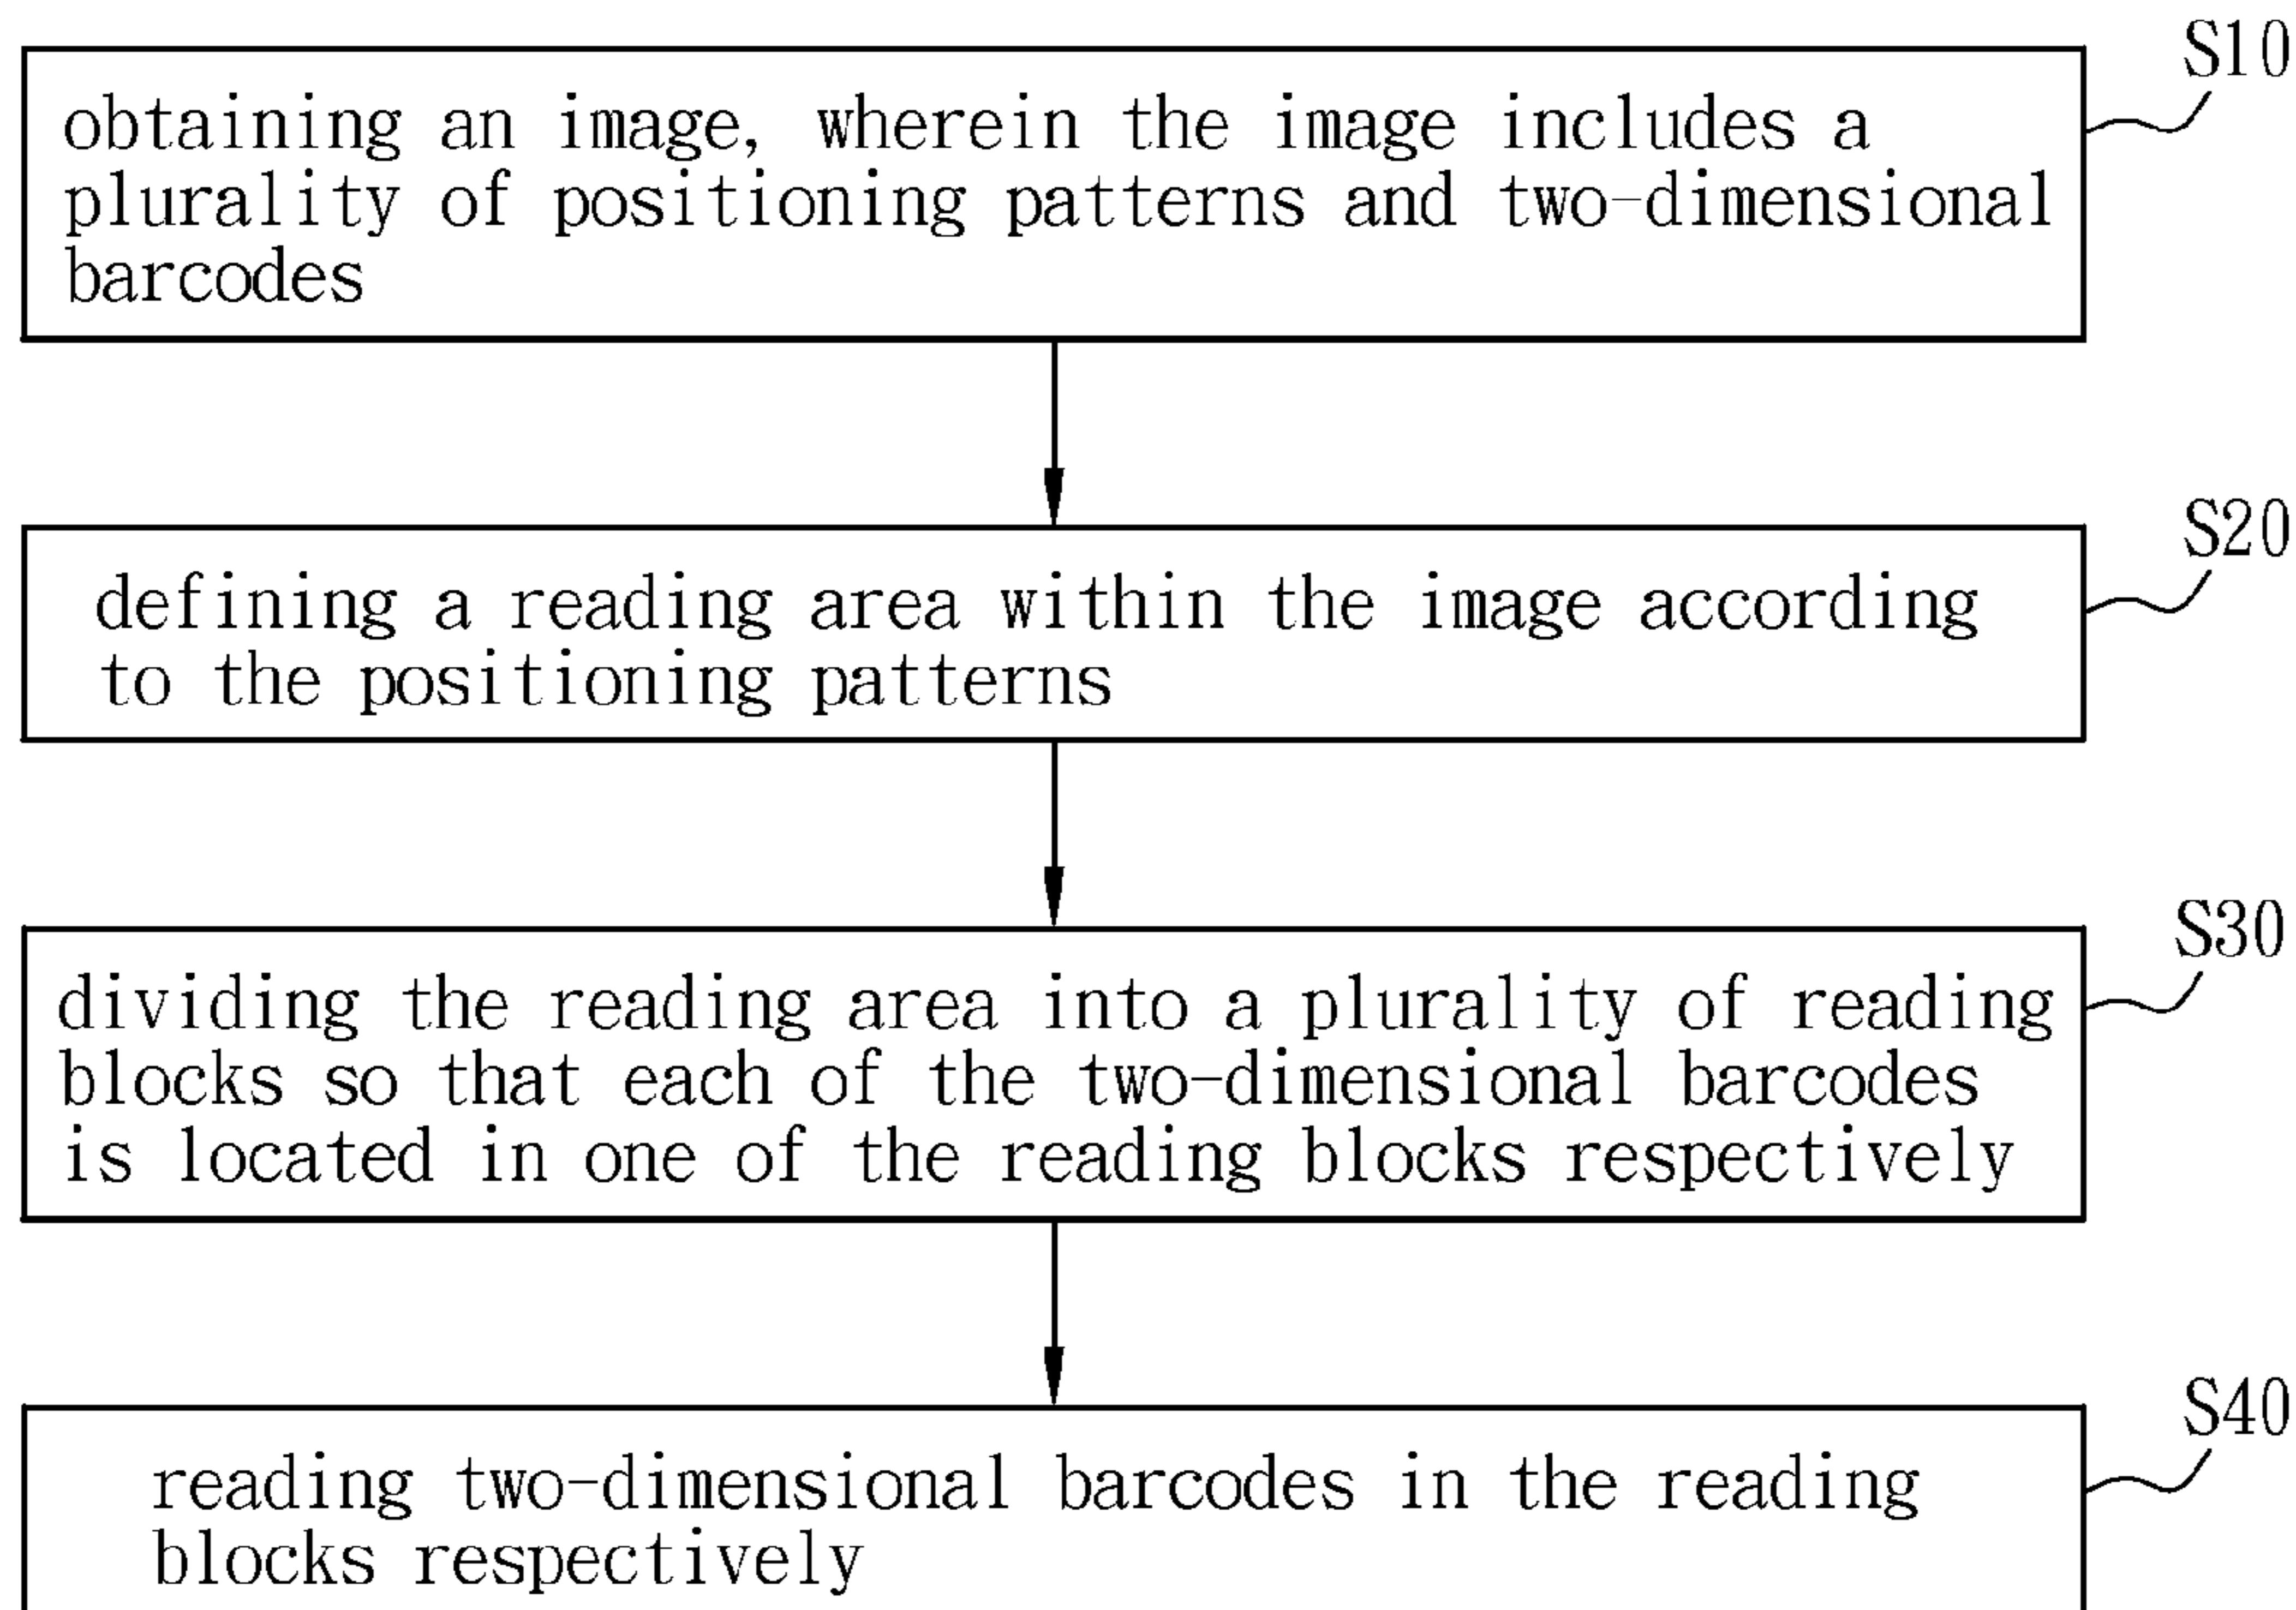 S10
obtaining an image, wherein the image includes a
plurality of positioning patterns and two-dimensional
barcodes
S20
defining a reading area within the image according
to the positioning patterns
S30
dividing the reading area into a plurality of reading
blocks so that each of the two-dimensional barcodes
is located in one of the reading blocks respectively
S40
reading two-dimensional barcodes in the reading
blocks respectively